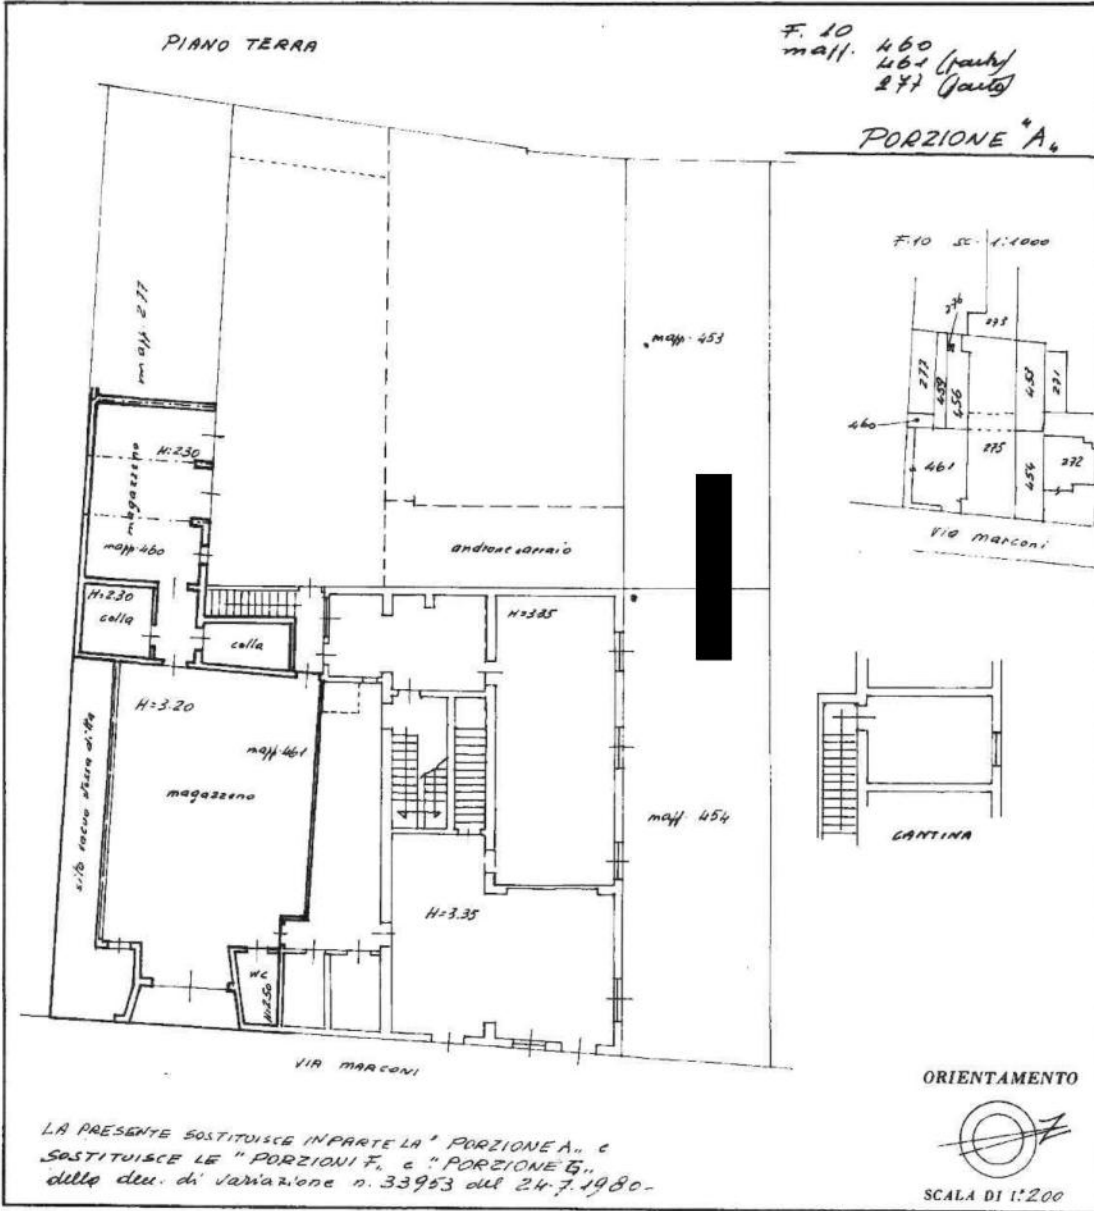 PIANO TERRA
F. 10
mapp. 460
461 (parte)
277 (parte)
PORZIONE "A"
F. 10 sc. 1:1000
276
273
277
459
456
453
271
460
461
275
454
272
Via Marconi
mapp. 277
mapp. 453
magazzeno
H=2.30
mapp. 460
androne carraio
H=2.30
cella
cella
H=3.35
H=3.20
mapp. 461
magazzeno
mapp. 454
CANTINA
H=3.35
WC
H=2.50
VIA MARCONI
ORIENTAMENTO
SCALA DI 1:200
LA PRESENTE SOSTITUISCE IN PARTE LA "PORZIONE A" e
SOSTITUISCE LE "PORZIONI F" e "PORZIONE G"
della den. di variazione n. 33953 del 24.7.1980-